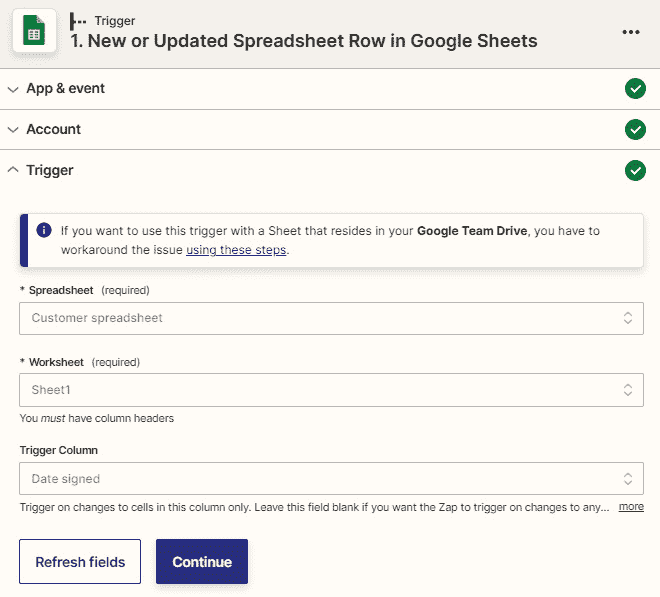 Trigger
1. New or Updated Spreadsheet Row in Google Sheets
App & event
Account
Trigger
If you want to use this trigger with a Sheet that resides in your Google Team Drive, you have to
workaround the issue using these steps.
* Spreadsheet (required)
Customer spreadsheet
* Worksheet (required)
Sheet1
You must have column headers
Trigger Column
Date signed
Trigger on changes to cells in this column only. Leave this field blank if you want the Zap to trigger on changes to any... more
Refresh fields Continue